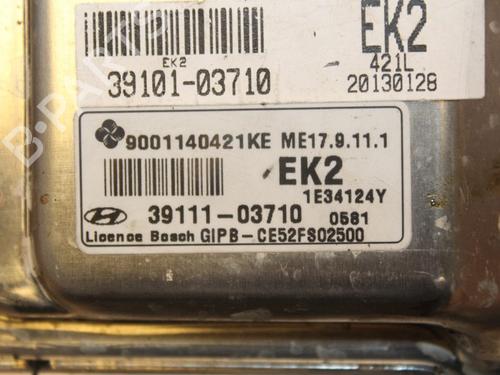 EK2
EK2
421L
39101-03710
20130128
9001140421KE ME17.9.11.1
EK2
1E34124Y
39111-03710 0581
Licence Bosch GIPB-CE52FS02500
B-PARTS